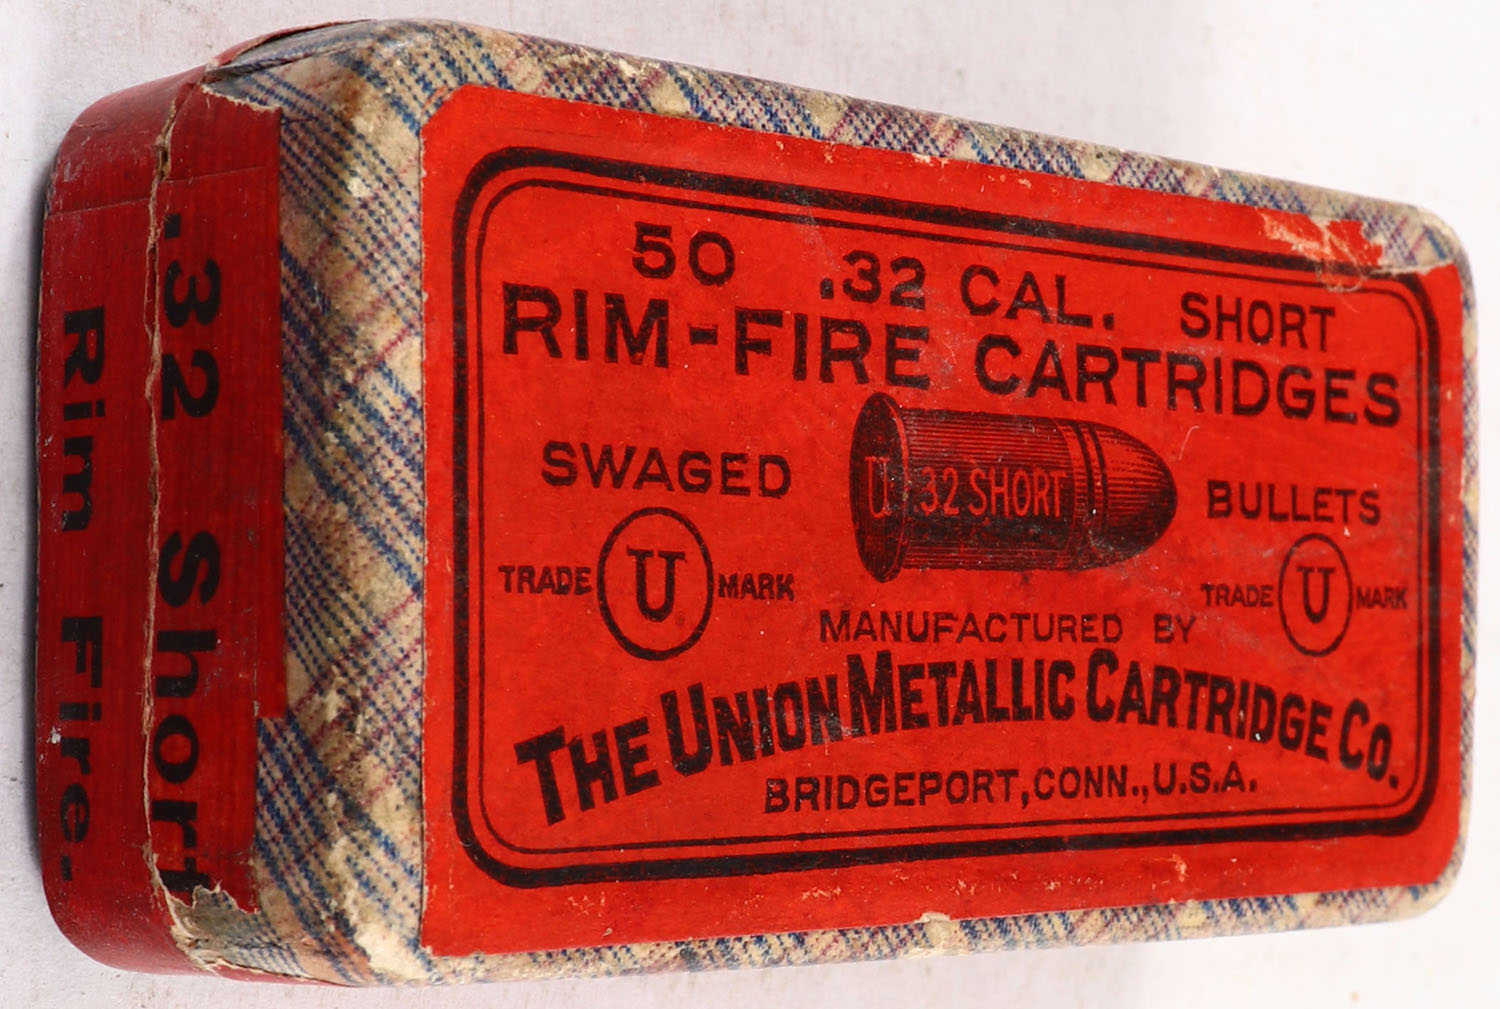 50 .32 CAL. SHORT
RIM-FIRE CARTRIDGES
U .32 SHORT
SWAGED BULLETS
TRADE U MARK
TRADE U MARK
MANUFACTURED BY
THE UNION METALLIC CARTRIDGE CO.
BRIDGEPORT, CONN., U.S.A.
.32 Short
Rim Fire.